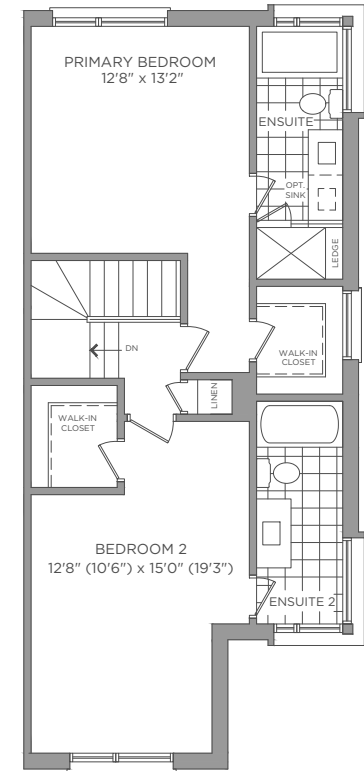 PRIMARY BEDROOM
12'8" x 13'2"
ENSUITE
OPT.
SINK
LEDGE
DN
WALK-IN
CLOSET
LINEN
WALK-IN
CLOSET
BEDROOM 2
12'8" (10'6") x 15'0" (19'3")
ENSUITE 2